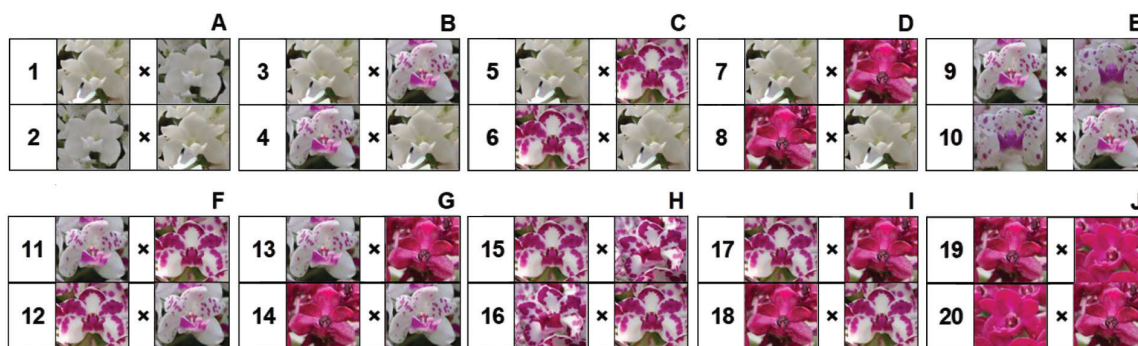 A B C D E
1 × 3 × 5 × 7 × 9 ×
2 × 4 × 6 × 8 × 10 ×
F G H I J
11 × 13 × 15 × 17 × 19 ×
12 × 14 × 16 × 18 × 20 ×